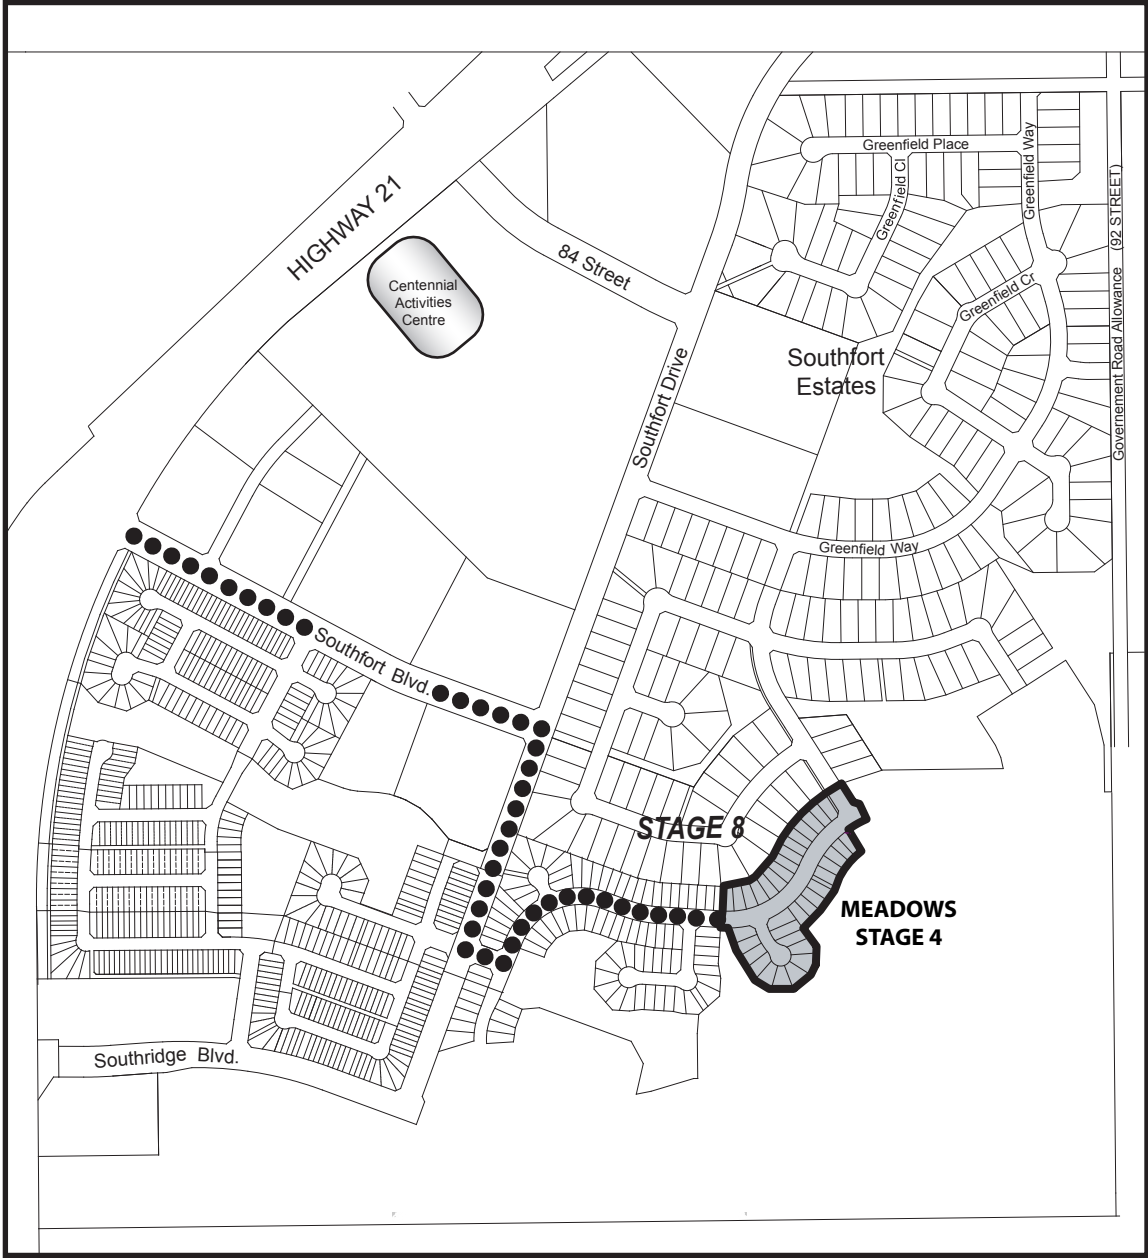 Greenfield Place
Greenfield Way
Greenfield Cl
Governement Road Allowance (92 STREET)
HIGHWAY 21
84 Street
Centennial
Activities
Centre
Greenfield Cr
Southfort
Estates
Southfort Drive
Greenfield Way
Southfort Blvd.
STAGE 8
MEADOWS
STAGE 4
Southridge Blvd.